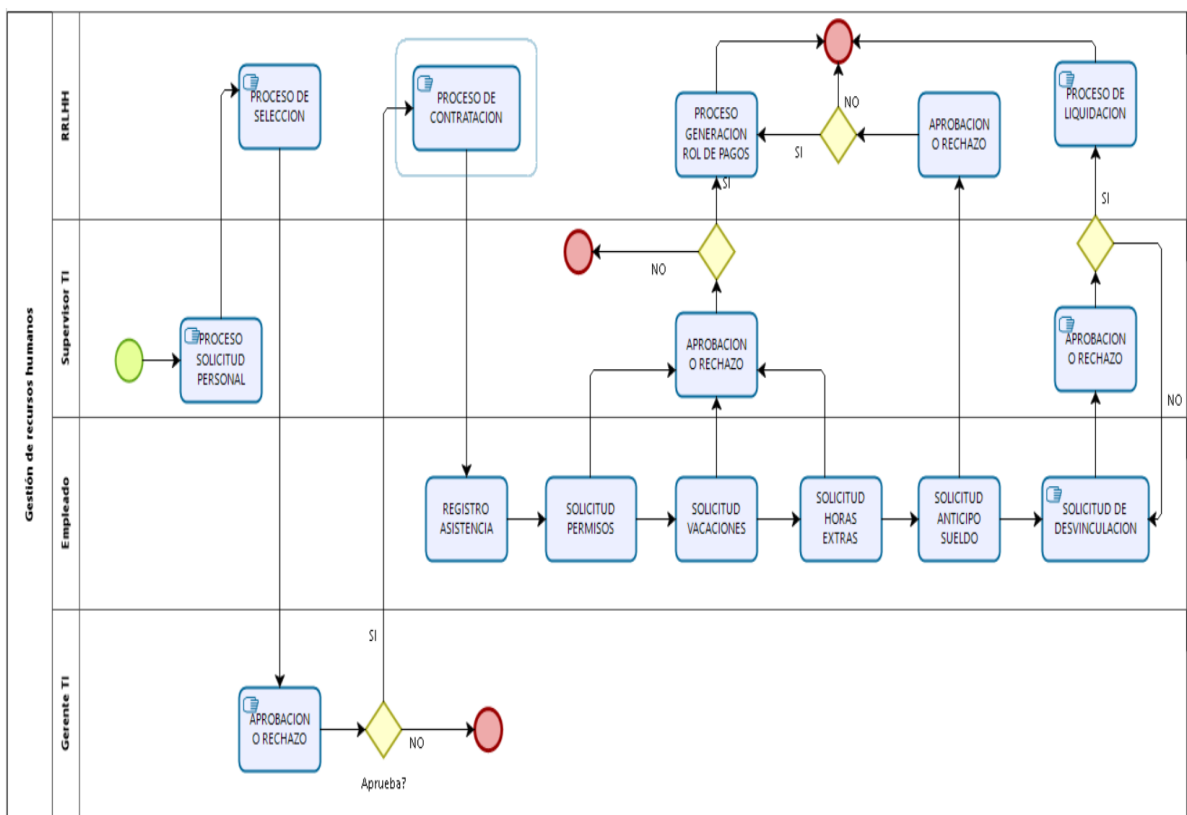 Gestión de recursos humanos
RRLHH
PROCESO DE
SELECCION
PROCESO DE
CONTRATACION
PROCESO
GENERACION
ROL DE PAGOS
SI
NO
APROBACION
O RECHAZO
PROCESO DE
LIQUIDACION
SI
SI
Supervisor TI
PROCESO
SOLICITUD
PERSONAL
NO
APROBACION
O RECHAZO
APROBACION
O RECHAZO
NO
Empleado
REGISTRO
ASISTENCIA
SOLICITUD
PERMISOS
SOLICITUD
VACACIONES
SOLICITUD
HORAS
EXTRAS
SOLICITUD
ANTICIPO
SUELDO
SOLICITUD DE
DESVINCULACION
Gerente TI
SI
APROBACION
O RECHAZO
NO
Aprueba?